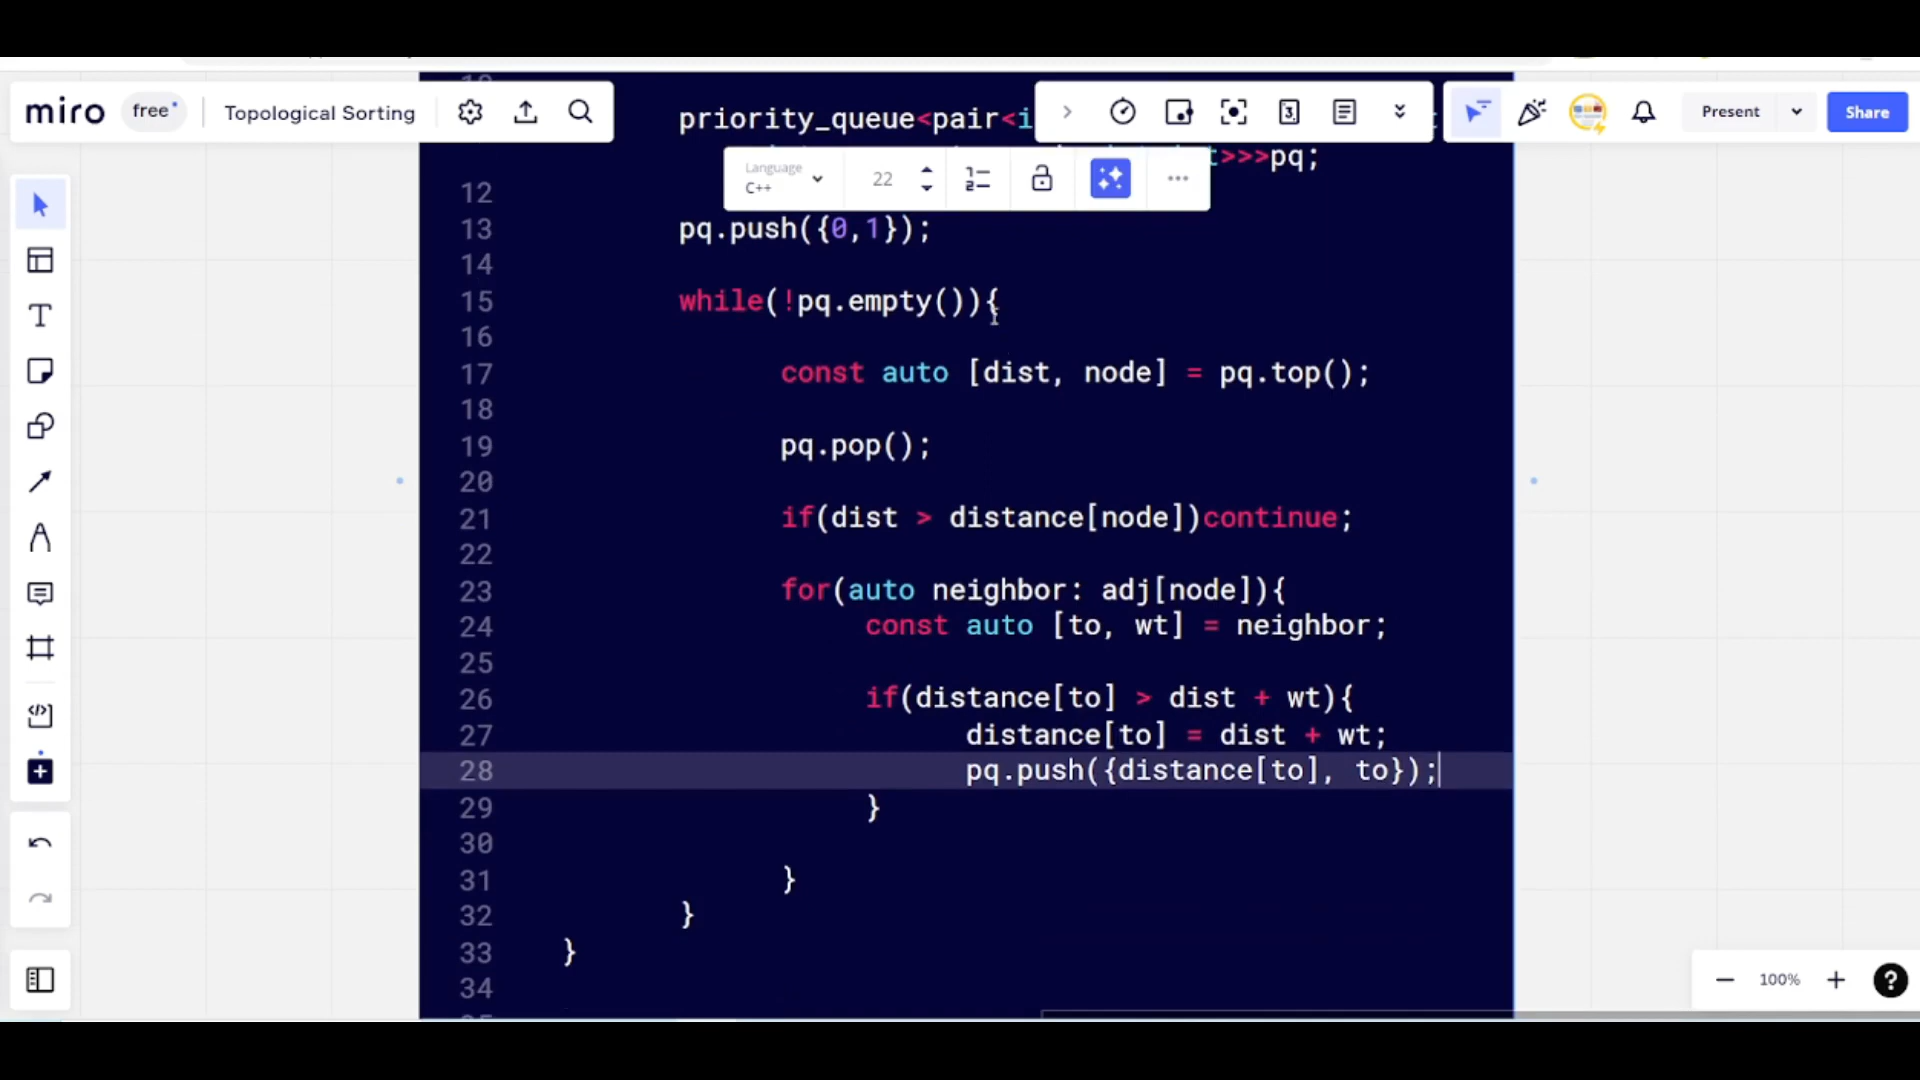 miro free Topological Sorting Present Share
priority_queue<pair<i
Language
C++
22
>>>pq;
12
13 pq.push({0,1});
14
15 while(!pq.empty()){
16
17 const auto [dist, node] = pq.top();
18
19 pq.pop();
20
21 if(dist > distance[node])continue;
22
23 for(auto neighbor: adj[node]){
24 const auto [to, wt] = neighbor;
25
26 if(distance[to] > dist + wt){
27 distance[to] = dist + wt;
28 pq.push({distance[to], to});
29 }
30
31 }
32 }
33 }
34
100%